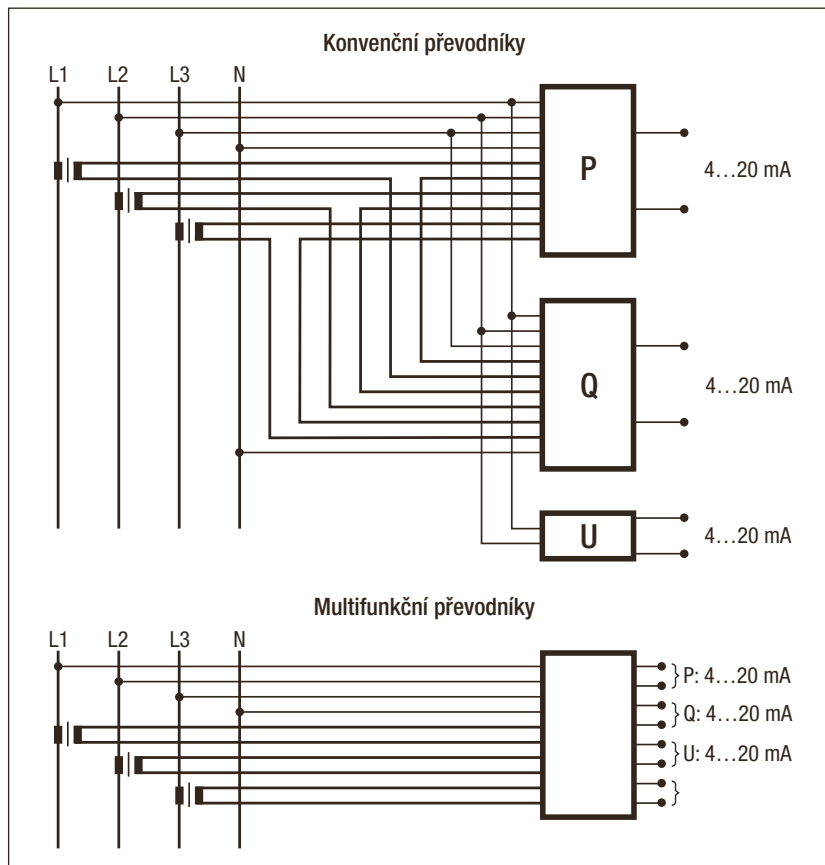 Konvenční převodníky
L1 L2 L3 N
P
4…20 mA
Q
4…20 mA
U
4…20 mA
Multifunkční převodníky
L1 L2 L3 N
P: 4…20 mA
Q: 4…20 mA
U: 4…20 mA